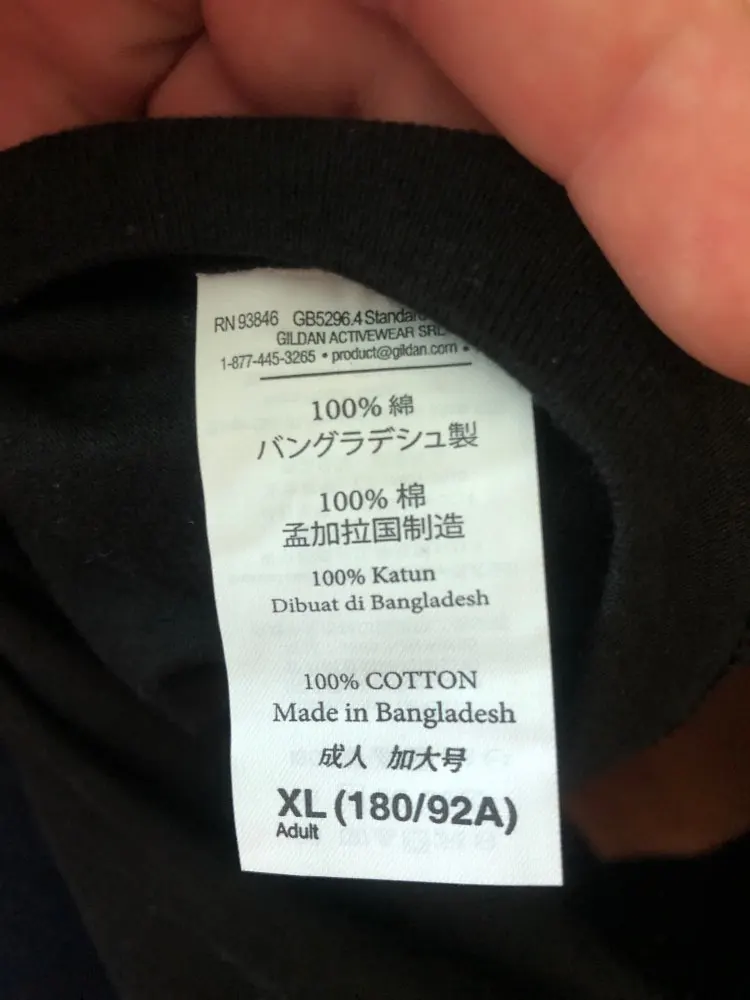 RN 93846 GB5296.4
GILDAN ACTIVEWEAR
1-877-445-3265 • product@gildan.com •
100% 綿
バングラデシュ製
100% 棉
孟加拉国制造
100% Katun
Dibuat di Bangladesh
100% COTTON
Made in Bangladesh
成人 加大号
XL (180/92A)
Adult